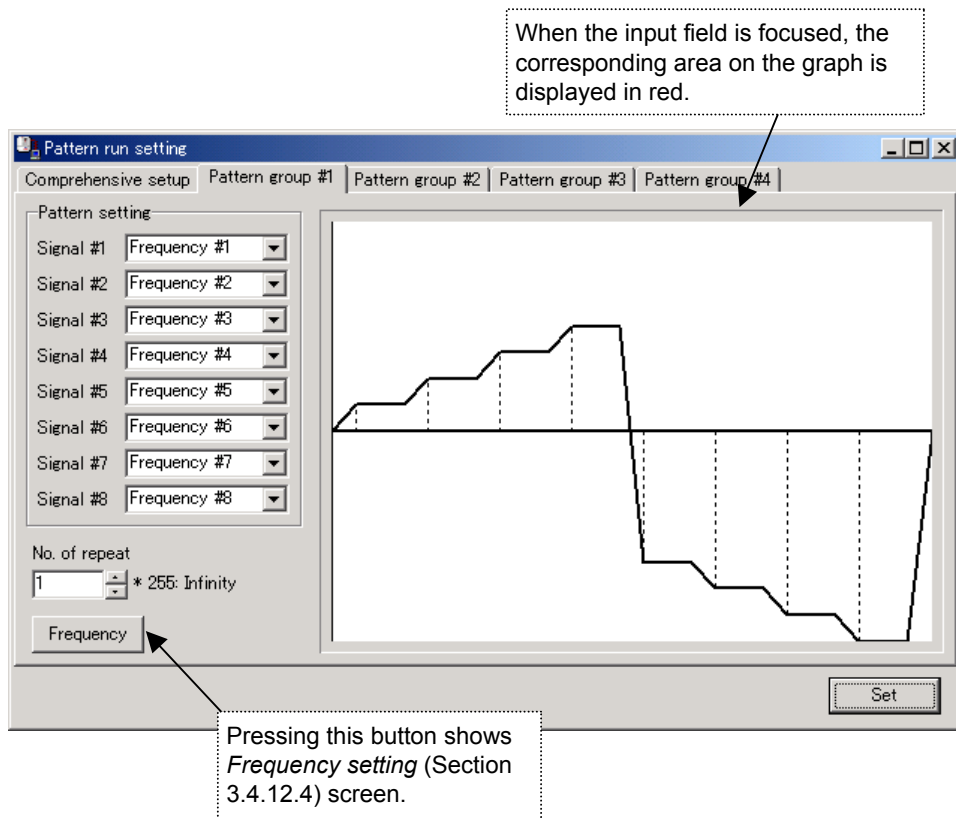 When the input field is focused, the
corresponding area on the graph is
displayed in red.
Pattern run setting
Comprehensive setup Pattern group #1 Pattern group #2 Pattern group #3 Pattern group #4
Pattern setting
Signal #1 Frequency #1
Signal #2 Frequency #2
Signal #3 Frequency #3
Signal #4 Frequency #4
Signal #5 Frequency #5
Signal #6 Frequency #6
Signal #7 Frequency #7
Signal #8 Frequency #8
No. of repeat
1 * 255: Infinity
Frequency
Set
Pressing this button shows
Frequency setting (Section
3.4.12.4) screen.